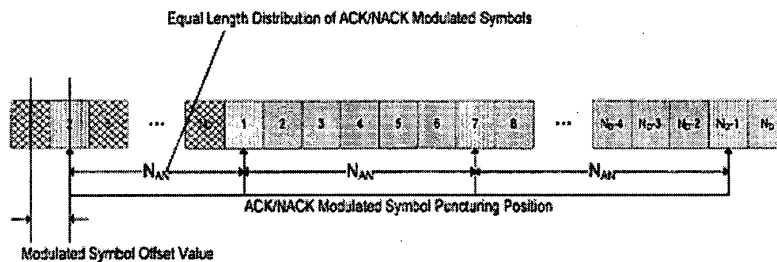 Equal Length Distribution of ACK/NACK Modulated Symbols
2 ... 1 2 3 4 5 6 7 8 ... N_D-4 N_D-3 N_D-2 N_D-1 N_D
N_AN N_AN N_AN
ACK/NACK Modulated Symbol Puncturing Position
Modulated Symbol Offset Value